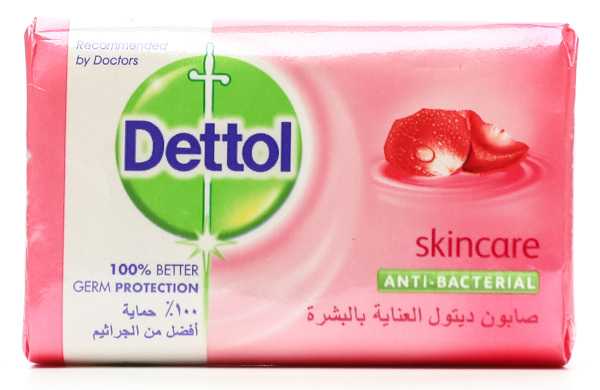 Recommended
by Doctors
Dettol
100% BETTER
GERM PROTECTION
١٠٠٪ حماية
أفضل من الجراثيم
skincare
ANTI-BACTERIAL
صابون ديتول العناية بالبشرة